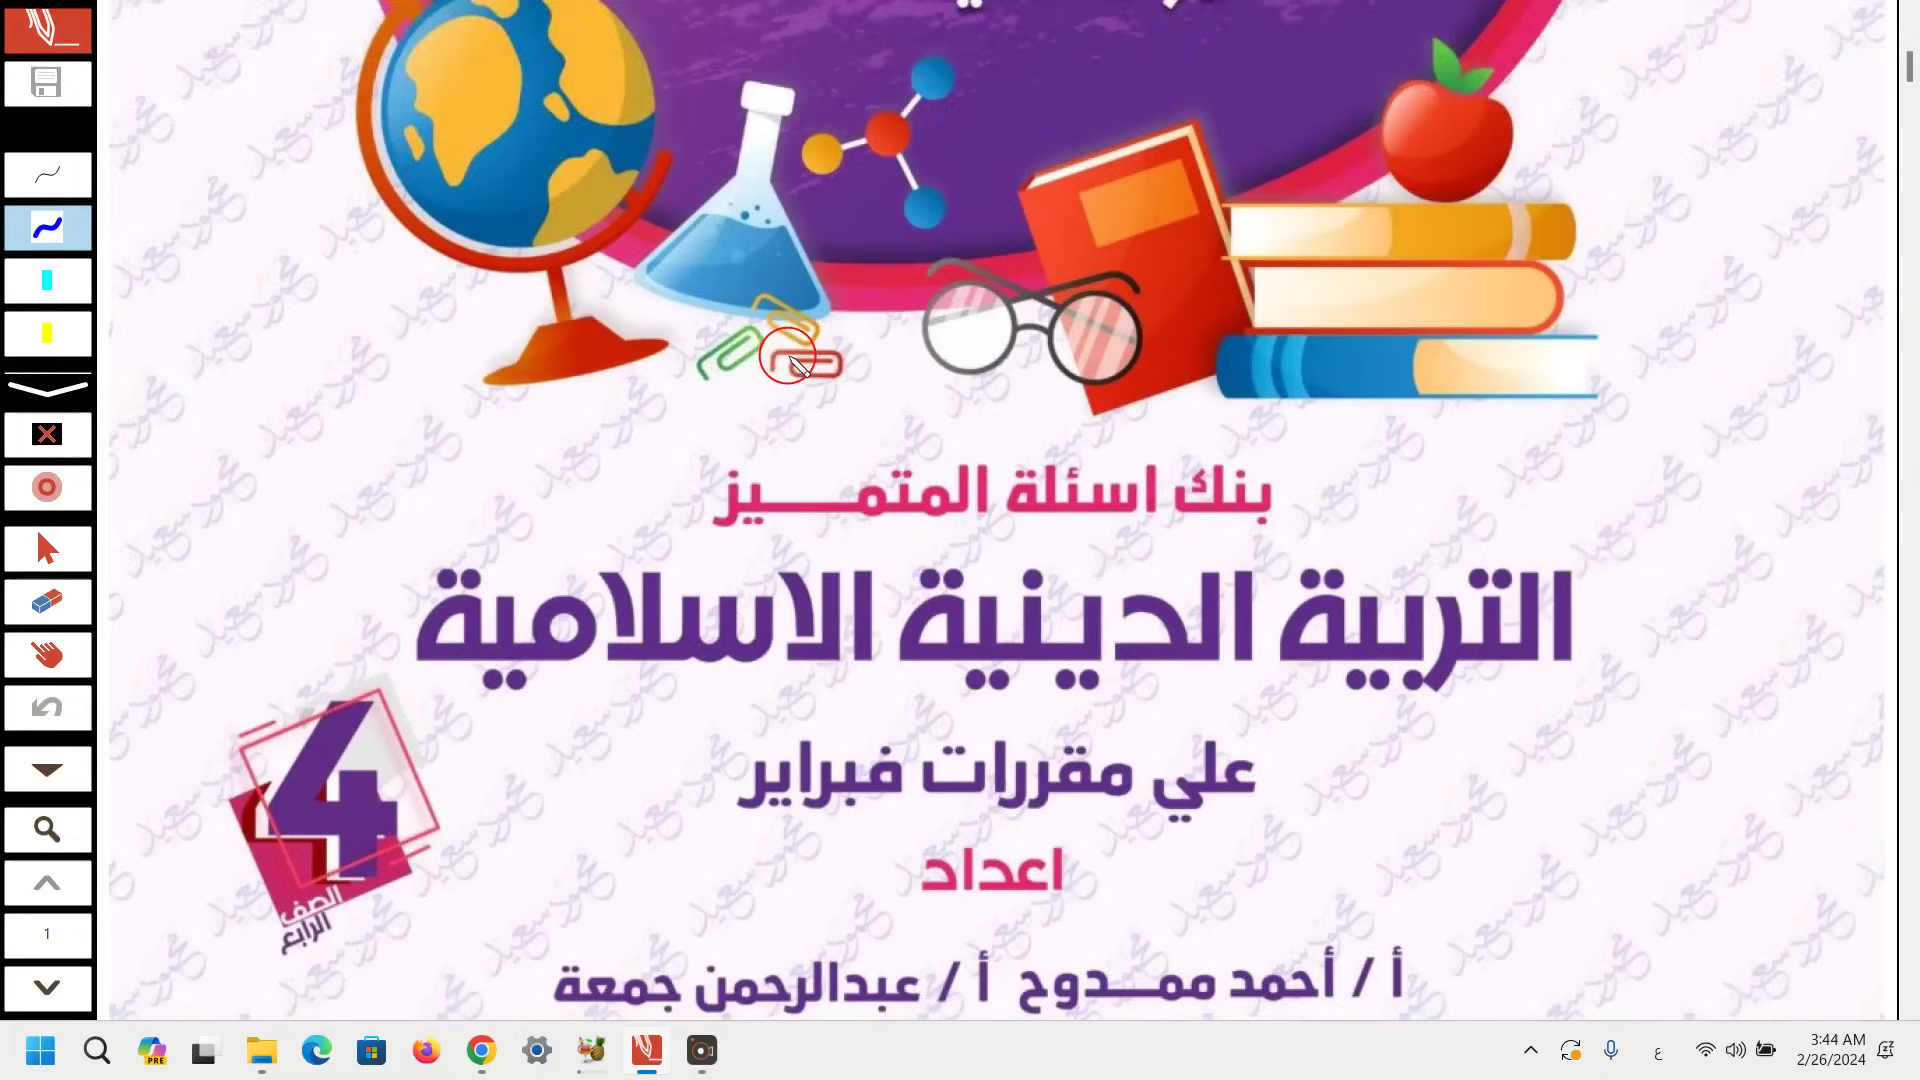 بنك اسئلة المتميز
التربية الدينية الاسلامية
علي مقررات فبراير
اعداد
أ / أحمد ممدوح أ / عبدالرحمن جمعة
4
الصف
الرابع
1
PRE
ع
3:44 AM
2/26/2024